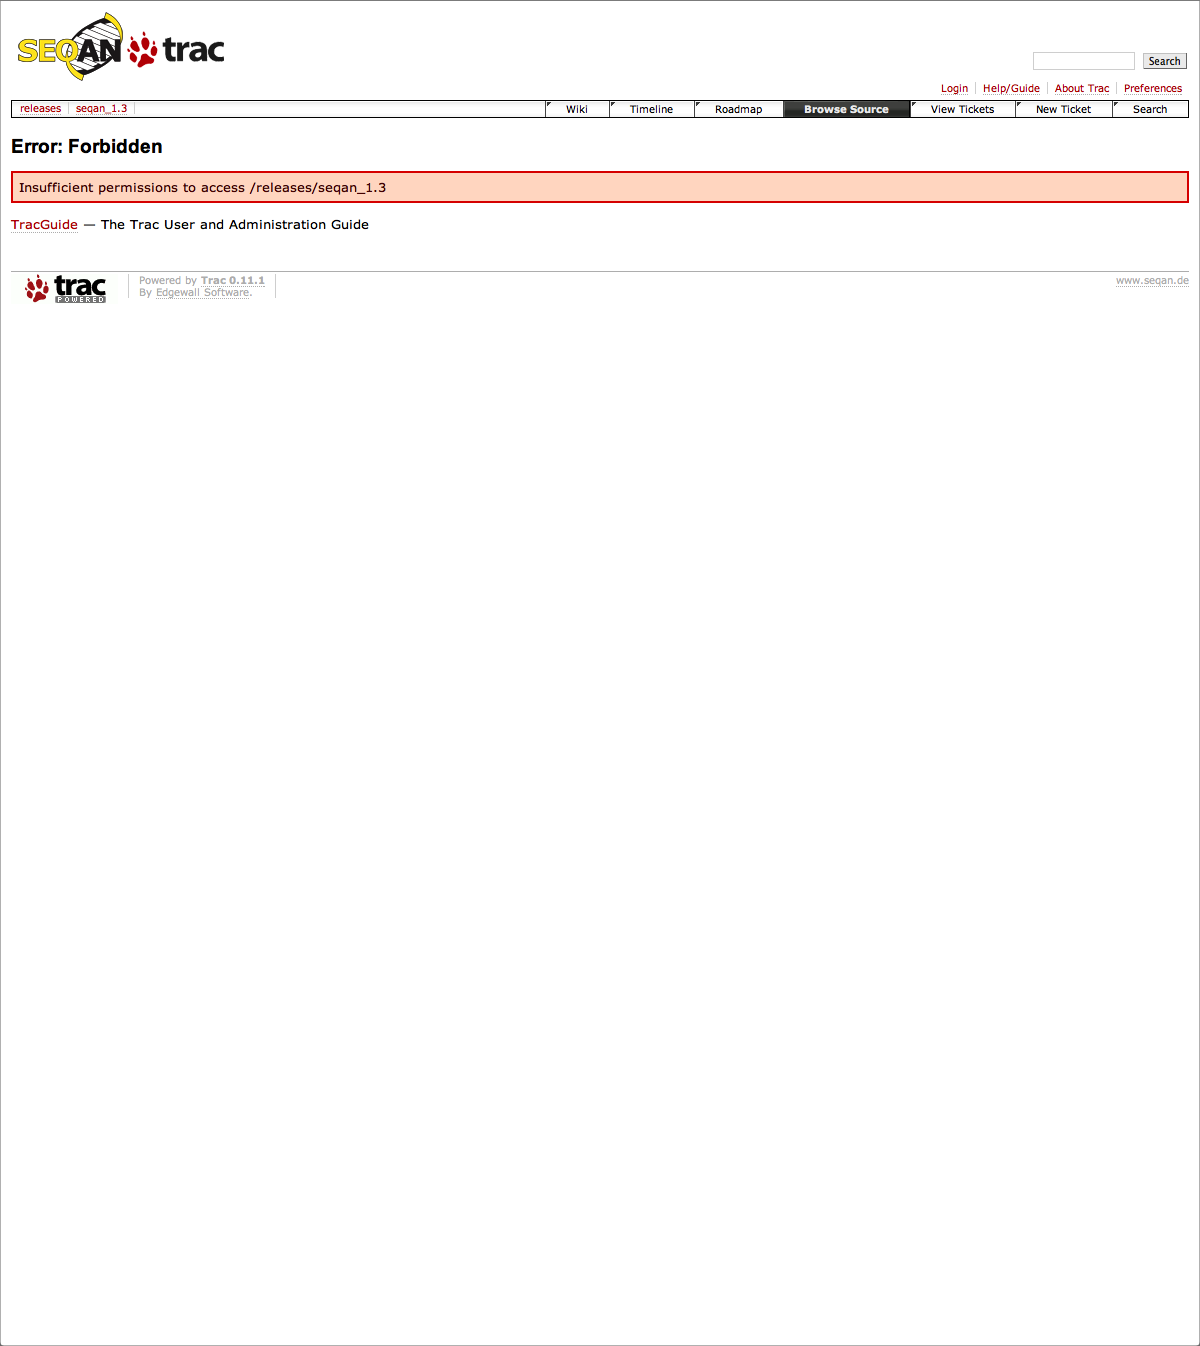 SEQAN trac
Search
Login Help/Guide About Trac Preferences
releases seqan_1.3 Wiki Timeline Roadmap Browse Source View Tickets New Ticket Search
Error: Forbidden
Insufficient permissions to access /releases/seqan_1.3
TracGuide — The Trac User and Administration Guide
trac
POWERED
Powered by Trac 0.11.1
By Edgewall Software.
www.seqan.de